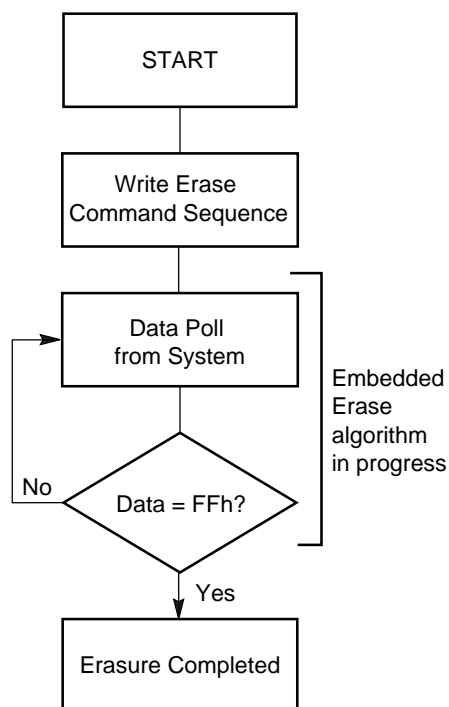 START
Write Erase
Command Sequence
Data Poll
from System
Embedded
Erase
algorithm
in progress
No
Data = FFh?
Yes
Erasure Completed